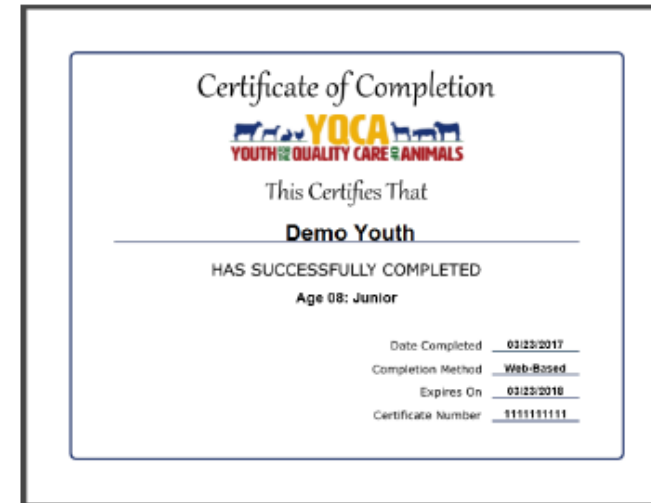 Certificate of Completion
YQCA
YOUTH FOR THE QUALITY CARE OF ANIMALS
This Certifies That
Demo Youth
HAS SUCCESSFULLY COMPLETED
Age 08: Junior
Date Completed 03/23/2017
Completion Method Web-Based
Expires On 03/23/2018
Certificate Number 1111111111